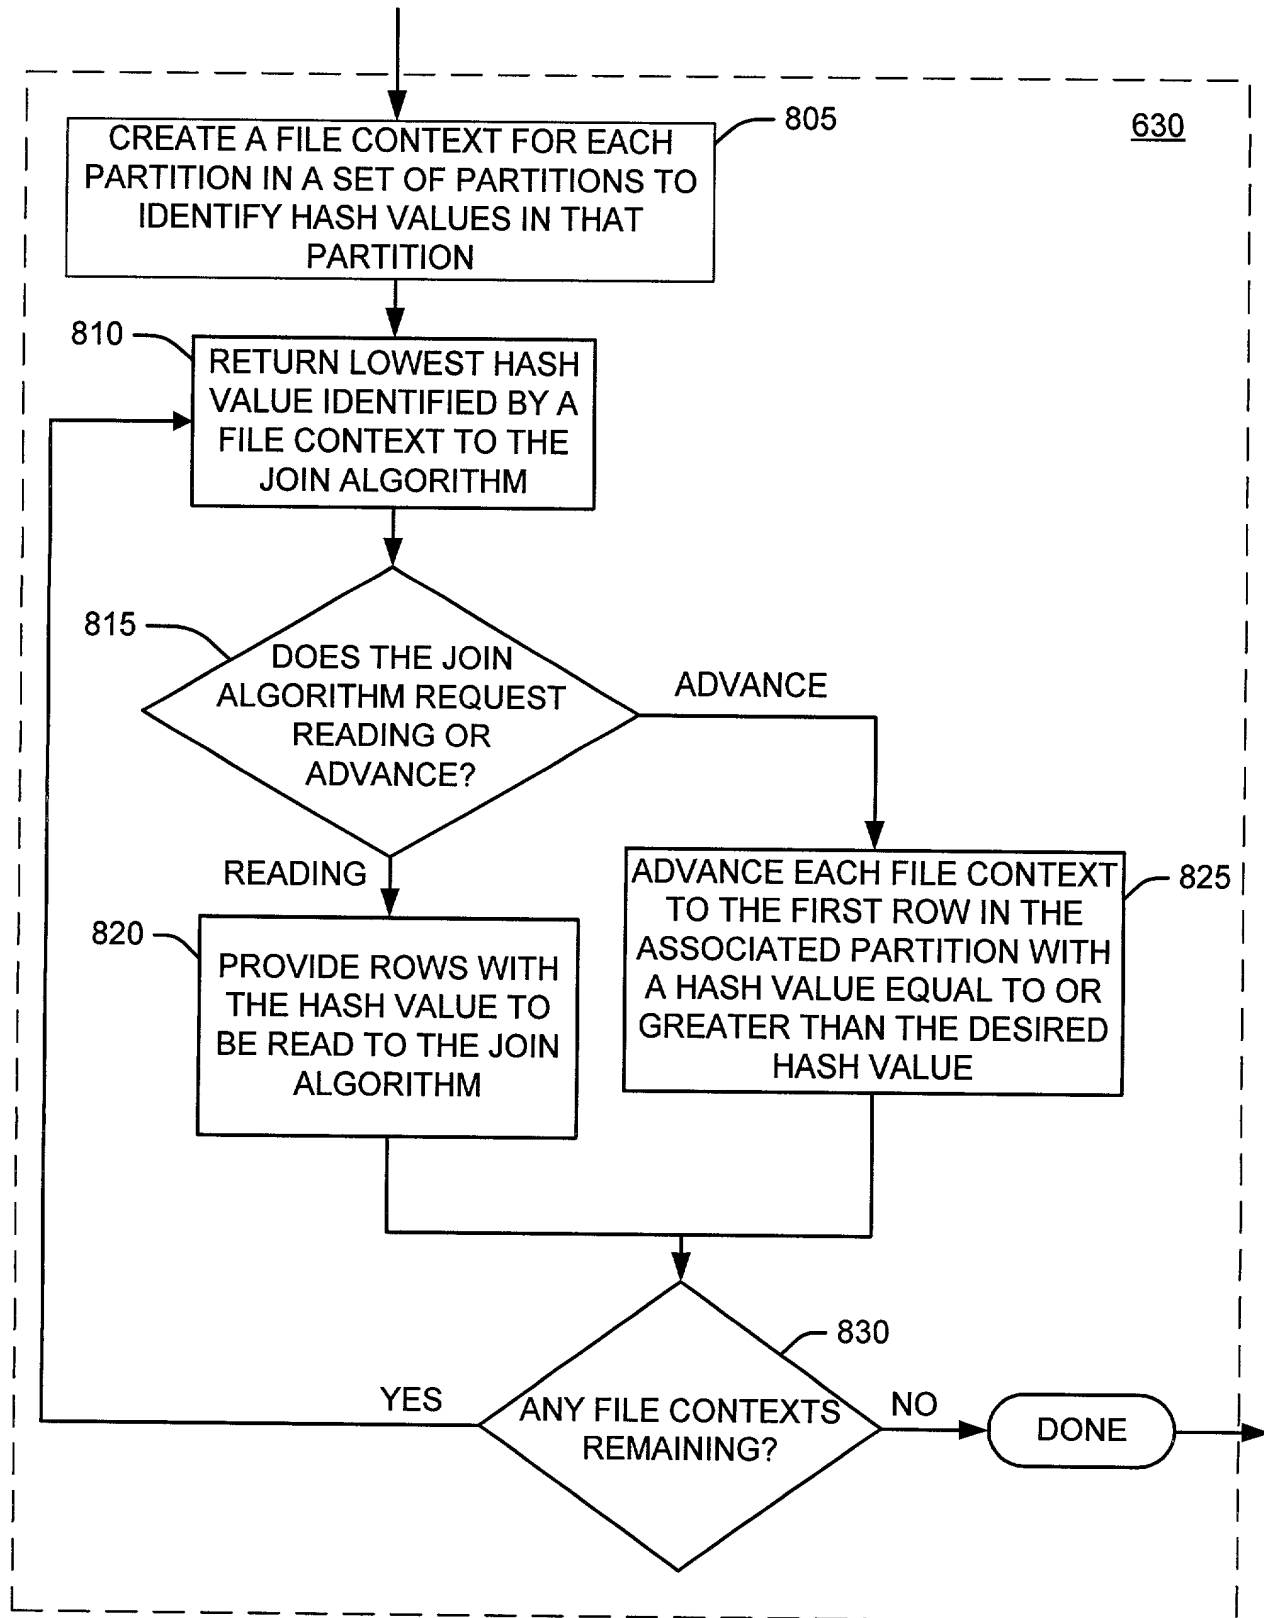 805
630
CREATE A FILE CONTEXT FOR EACH
PARTITION IN A SET OF PARTITIONS TO
IDENTIFY HASH VALUES IN THAT
PARTITION
810
RETURN LOWEST HASH
VALUE IDENTIFIED BY A
FILE CONTEXT TO THE
JOIN ALGORITHM
815
DOES THE JOIN
ALGORITHM REQUEST
READING OR
ADVANCE?
ADVANCE
READING
820
PROVIDE ROWS WITH
THE HASH VALUE TO
BE READ TO THE JOIN
ALGORITHM
825
ADVANCE EACH FILE CONTEXT
TO THE FIRST ROW IN THE
ASSOCIATED PARTITION WITH
A HASH VALUE EQUAL TO OR
GREATER THAN THE DESIRED
HASH VALUE
830
ANY FILE CONTEXTS
REMAINING?
YES
NO
DONE